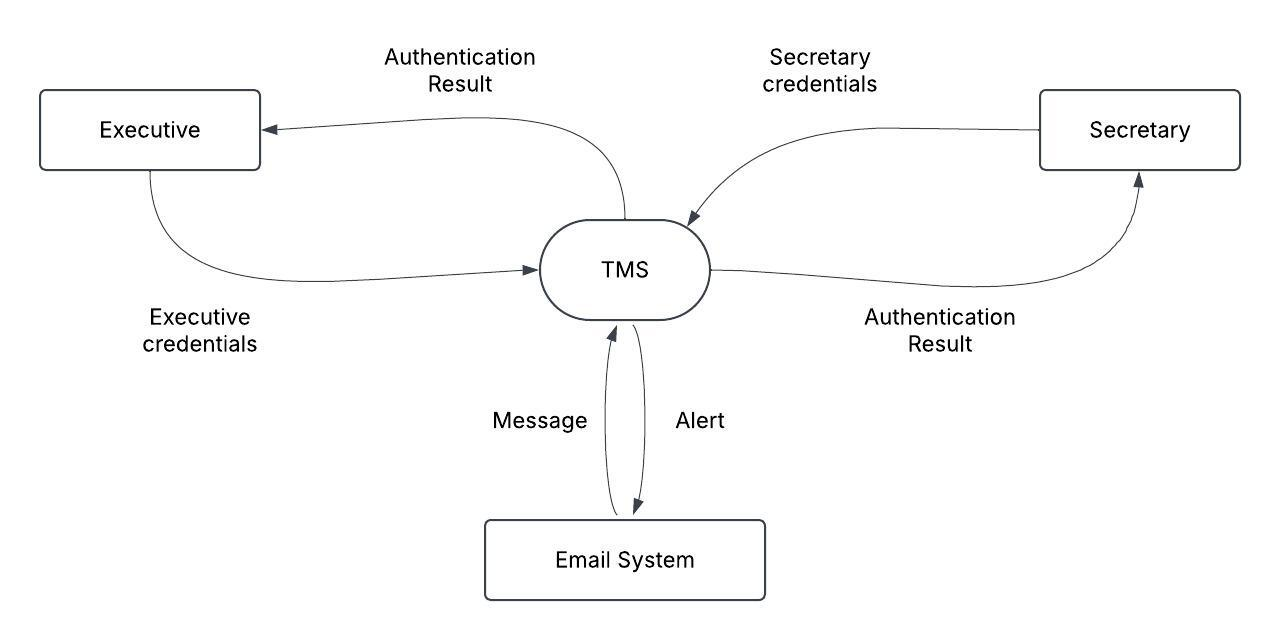 Authentication
Result
Secretary
credentials
Executive
Secretary
TMS
Executive
credentials
Authentication
Result
Message
Alert
Email System